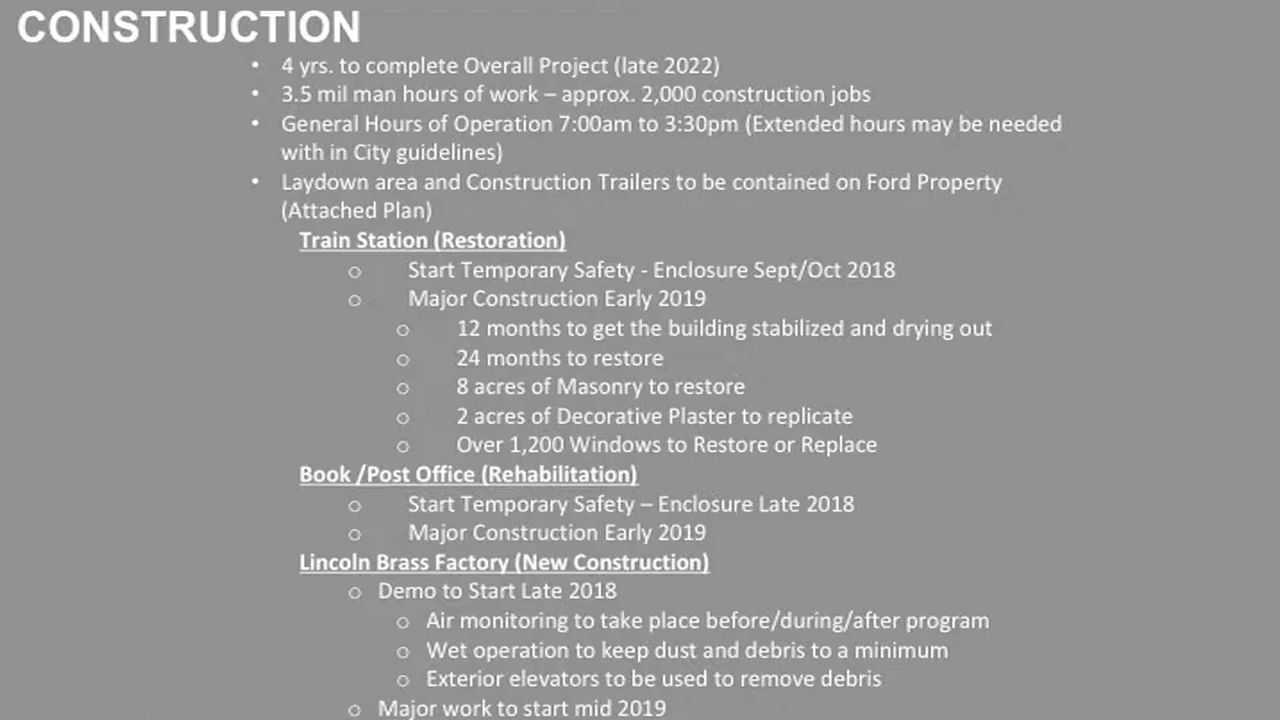 CONSTRUCTION
• 4 yrs. to complete Overall Project (late 2022)
• 3.5 mil man hours of work – approx. 2,000 construction jobs
• General Hours of Operation 7:00am to 3:30pm (Extended hours may be needed
with in City guidelines)
• Laydown area and Construction Trailers to be contained on Ford Property
(Attached Plan)
Train Station (Restoration)
o Start Temporary Safety - Enclosure Sept/Oct 2018
o Major Construction Early 2019
o 12 months to get the building stabilized and drying out
o 24 months to restore
o 8 acres of Masonry to restore
o 2 acres of Decorative Plaster to replicate
o Over 1,200 Windows to Restore or Replace
Book /Post Office (Rehabilitation)
o Start Temporary Safety – Enclosure Late 2018
o Major Construction Early 2019
Lincoln Brass Factory (New Construction)
o Demo to Start Late 2018
o Air monitoring to take place before/during/after program
o Wet operation to keep dust and debris to a minimum
o Exterior elevators to be used to remove debris
o Major work to start mid 2019